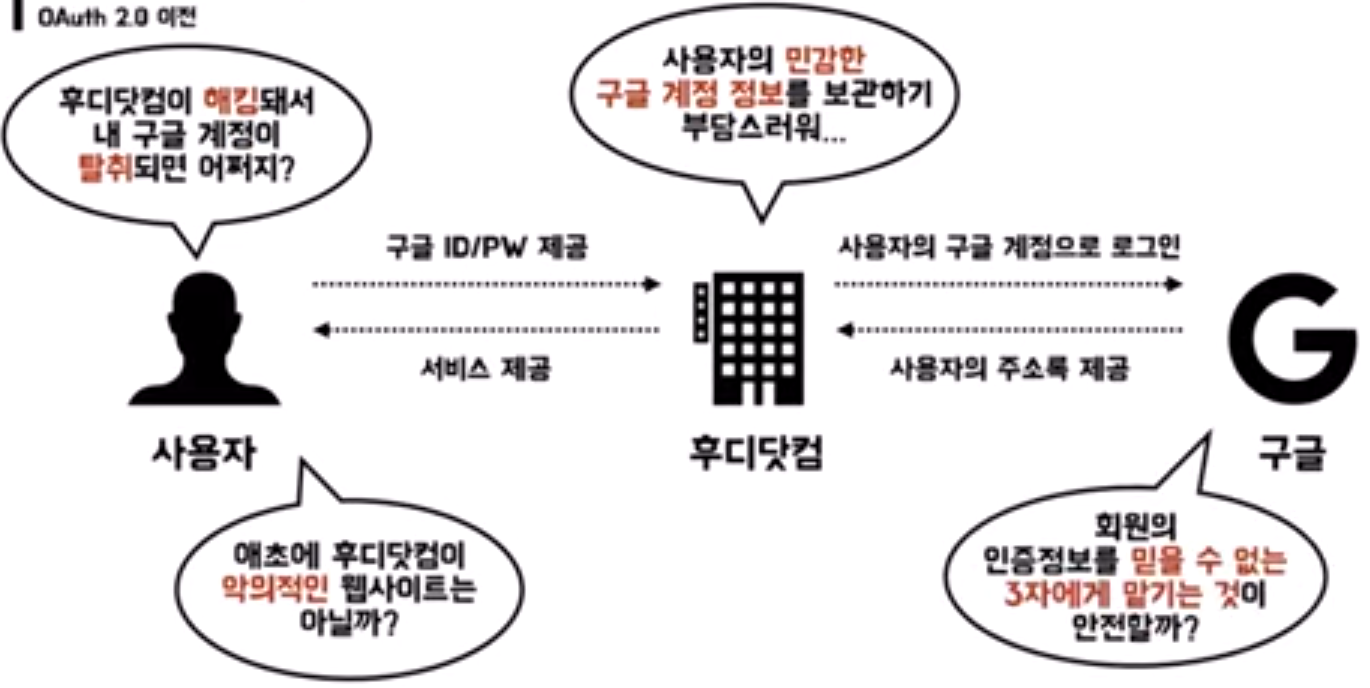 OAuth 2.0 이전
후디닷컴이 해킹돼서
내 구글 계정이
탈취되면 어쩌지?
사용자의 민감한
구글 계정 정보를 보관하기
부담스러워...
구글 ID/PW 제공
사용자의 구글 계정으로 로그인
서비스 제공
사용자의 주소록 제공
사용자
후디닷컴
구글
애초에 후디닷컴이
악의적인 웹사이트는
아닐까?
회원의
인증정보를 믿을 수 없는
3자에게 맡기는 것이
안전할까?